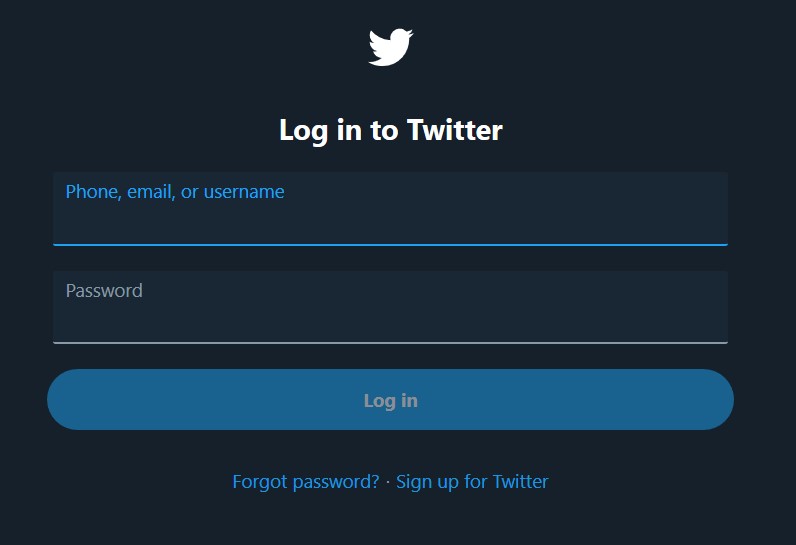 Log in to Twitter
Phone, email, or username
Password
Log in
Forgot password? · Sign up for Twitter